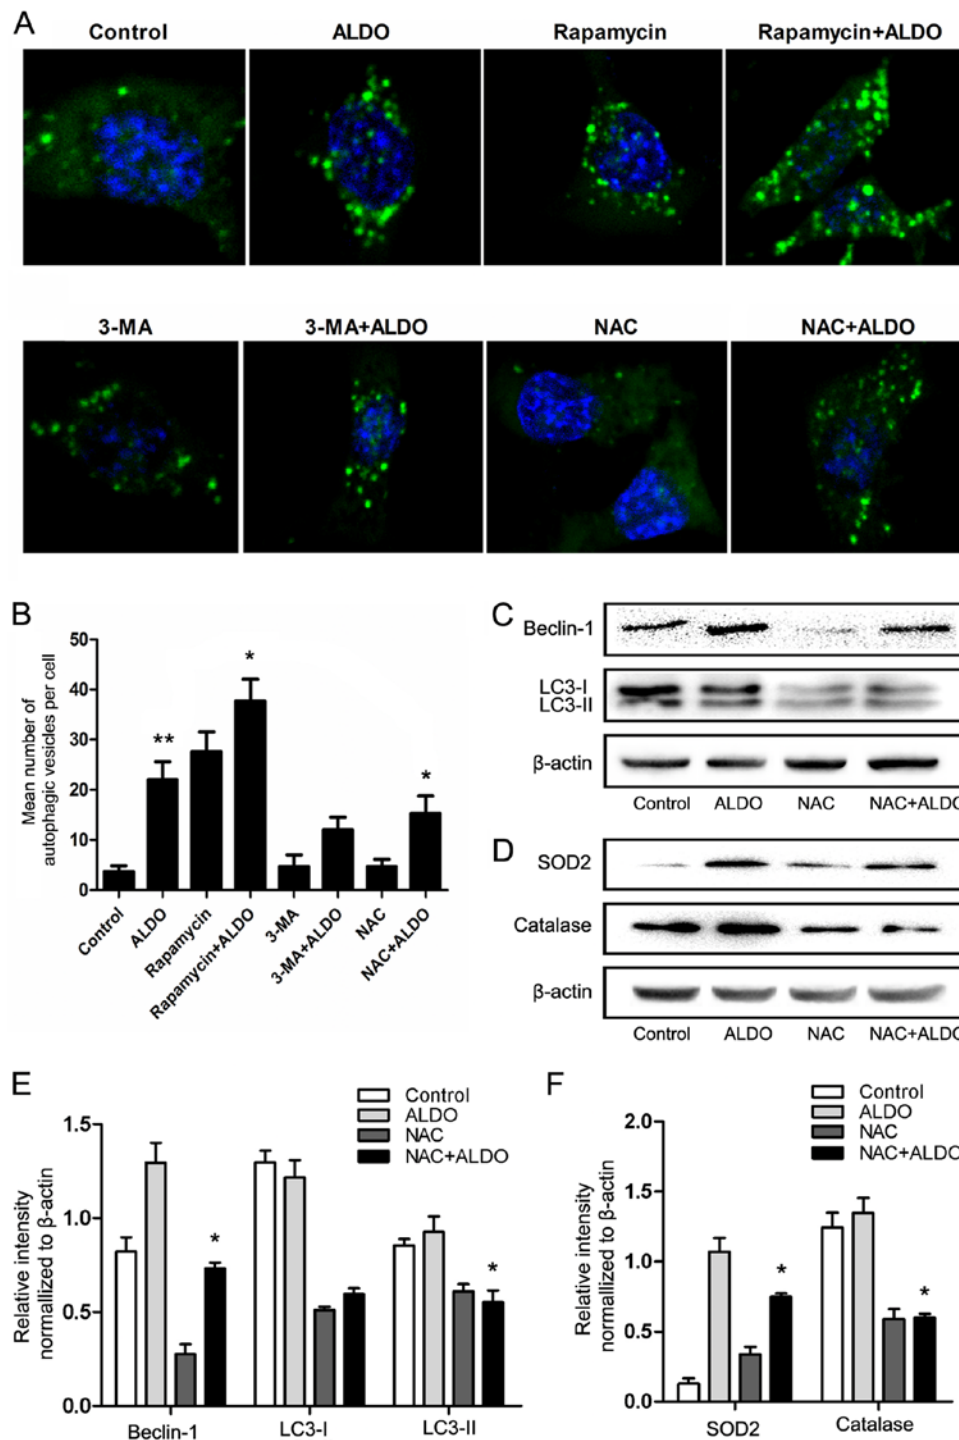 A
Control ALDO Rapamycin Rapamycin+ALDO
3-MA 3-MA+ALDO NAC NAC+ALDO
B
Mean number of
autophagic vesicles per cell
50
40
30
20
10
0
**
*
*
Control
ALDO
Rapamycin
Rapamycin+ALDO
3-MA
3-MA+ALDO
NAC
NAC+ALDO
C
Beclin-1
LC3-I
LC3-II
β-actin
Control ALDO NAC NAC+ALDO
D
SOD2
Catalase
β-actin
Control ALDO NAC NAC+ALDO
E
Control
ALDO
NAC
NAC+ALDO
Relative intensity
normallized to β-actin
1.5
1.0
0.5
0.0
*
*
Beclin-1 LC3-I LC3-II
F
Control
ALDO
NAC
NAC+ALDO
Relative intensity
normallized to β-actin
2.0
1.5
1.0
0.5
0.0
*
*
SOD2 Catalase